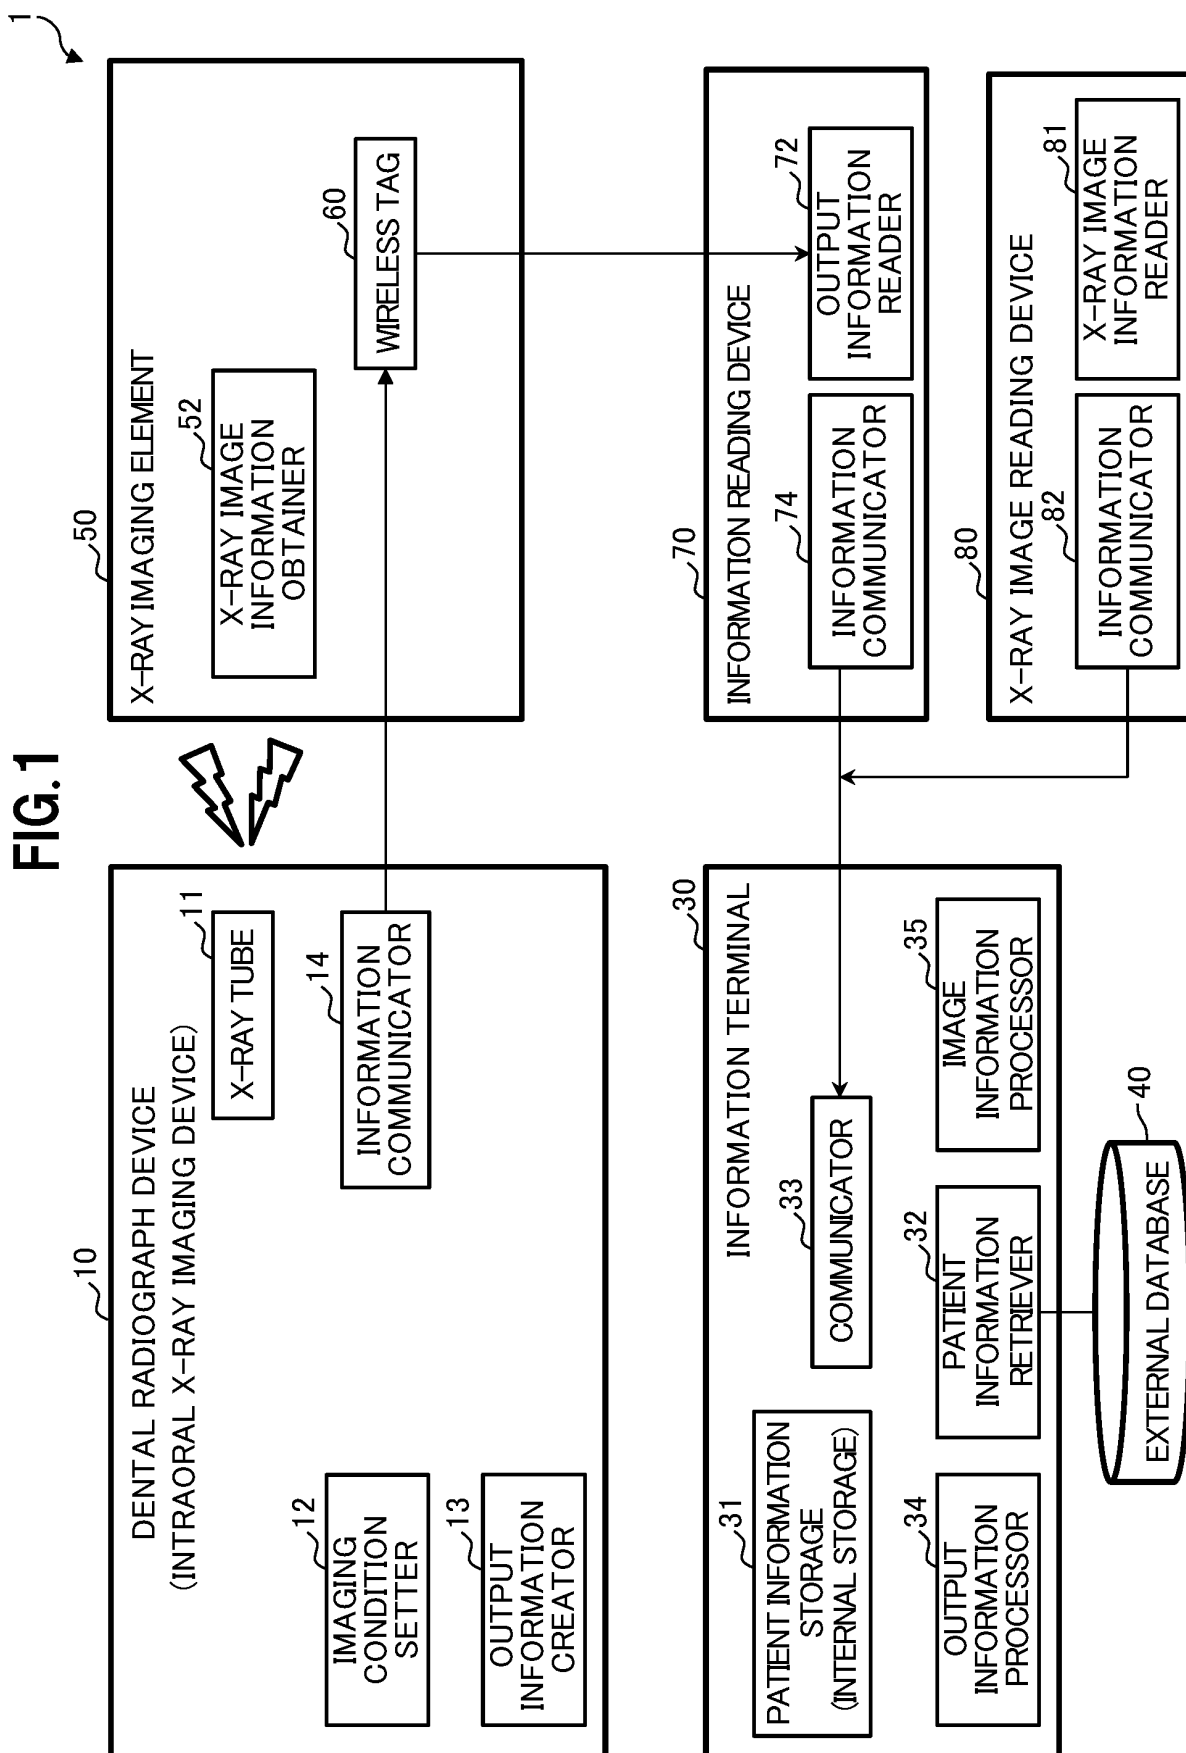 FIG.1
1
10
DENTAL RADIOGRAPH DEVICE
(INTRAORAL X-RAY IMAGING DEVICE)
11
X-RAY TUBE
12
IMAGING
CONDITION
SETTER
14
INFORMATION
COMMUNICATOR
13
OUTPUT
INFORMATION
CREATOR
50
X-RAY IMAGING ELEMENT
52
X-RAY IMAGE
INFORMATION
OBTAINER
60
WIRELESS TAG
30
INFORMATION TERMINAL
31
PATIENT INFORMATION
STORAGE
(INTERNAL STORAGE)
33
COMMUNICATOR
34
OUTPUT
INFORMATION
PROCESSOR
32
PATIENT
INFORMATION
RETRIEVER
35
IMAGE
INFORMATION
PROCESSOR
40
EXTERNAL DATABASE
70
INFORMATION READING DEVICE
74
INFORMATION
COMMUNICATOR
72
OUTPUT
INFORMATION
READER
80
X-RAY IMAGE READING DEVICE
82
INFORMATION
COMMUNICATOR
81
X-RAY IMAGE
INFORMATION
READER